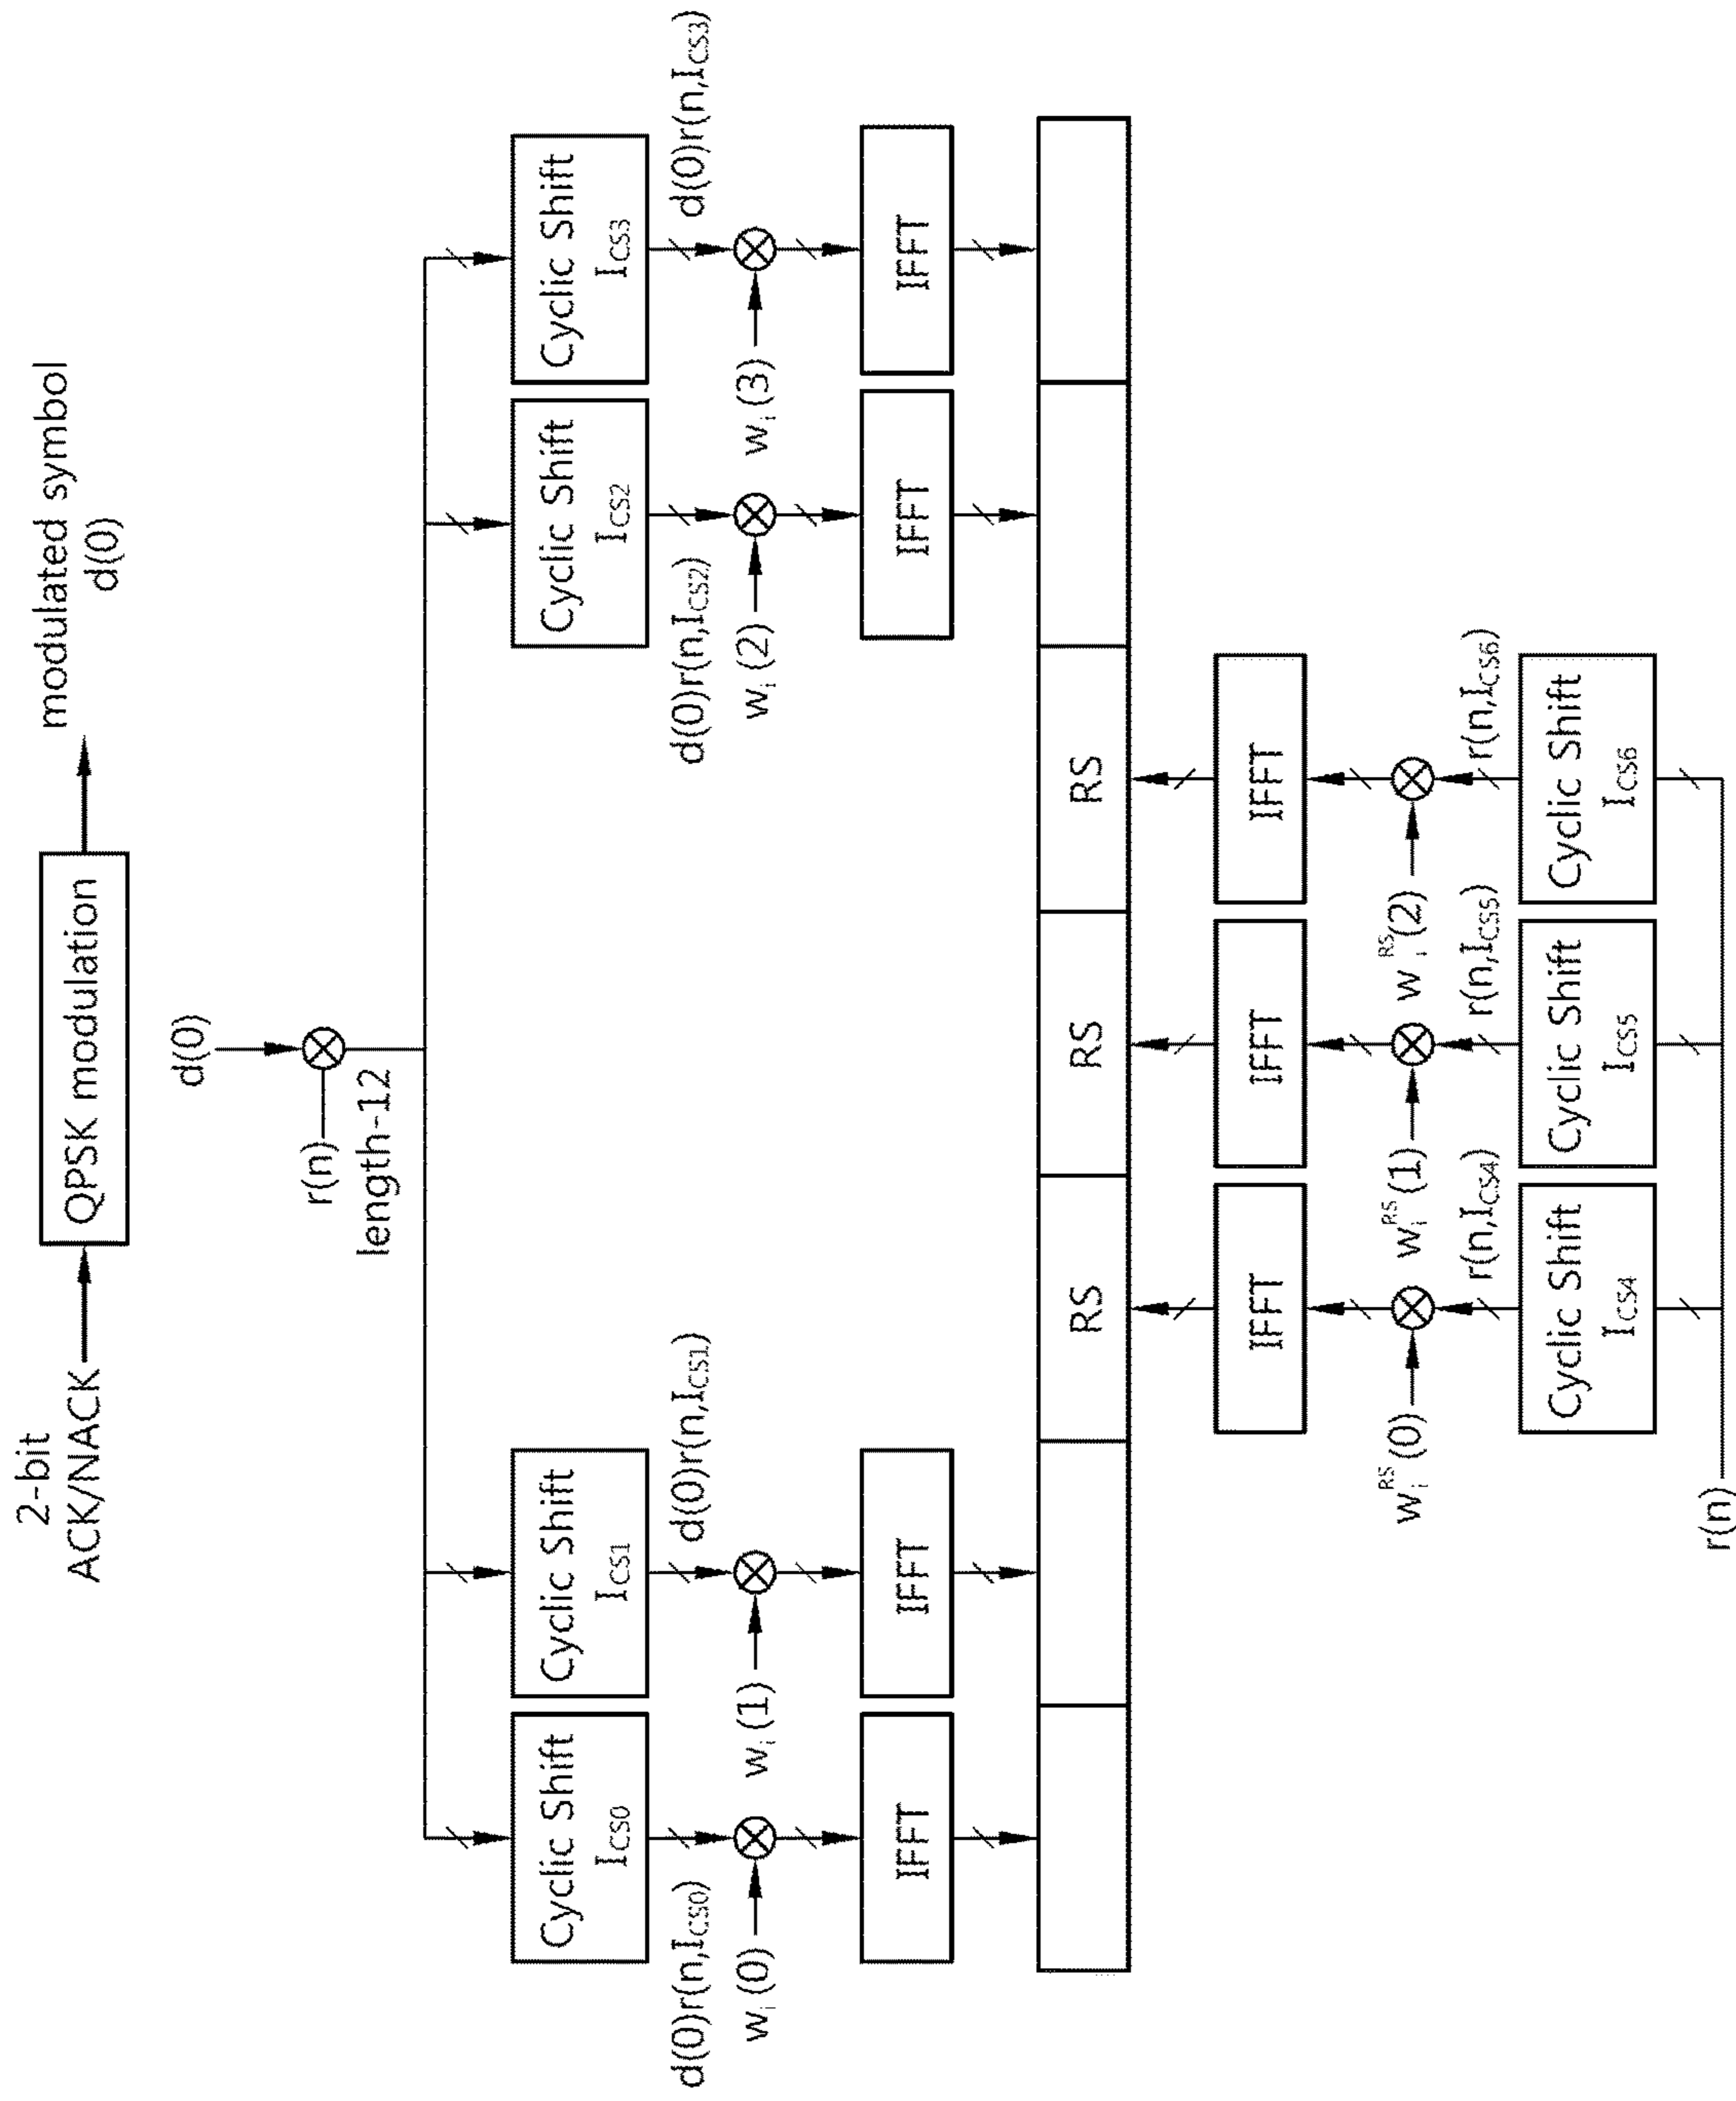 2-bit
ACK/NACK
QPSK modulation
modulated symbol
d(0)
d(0)
r(n)
length-12
Cyclic Shift
I_CS0
Cyclic Shift
I_CS1
Cyclic Shift
I_CS2
Cyclic Shift
I_CS3
d(0)r(n,I_CS0)
d(0)r(n,I_CS1)
d(0)r(n,I_CS2)
d(0)r(n,I_CS3)
w_i(0)
w_i(1)
w_i(2)
w_i(3)
IFFT
IFFT
IFFT
IFFT
RS
RS
RS
IFFT
IFFT
IFFT
w_i^RS(0)
w_i^RS(1)
w_i^RS(2)
r(n,I_CS4)
r(n,I_CS5)
r(n,I_CS6)
Cyclic Shift
I_CS4
Cyclic Shift
I_CS5
Cyclic Shift
I_CS6
r(n)